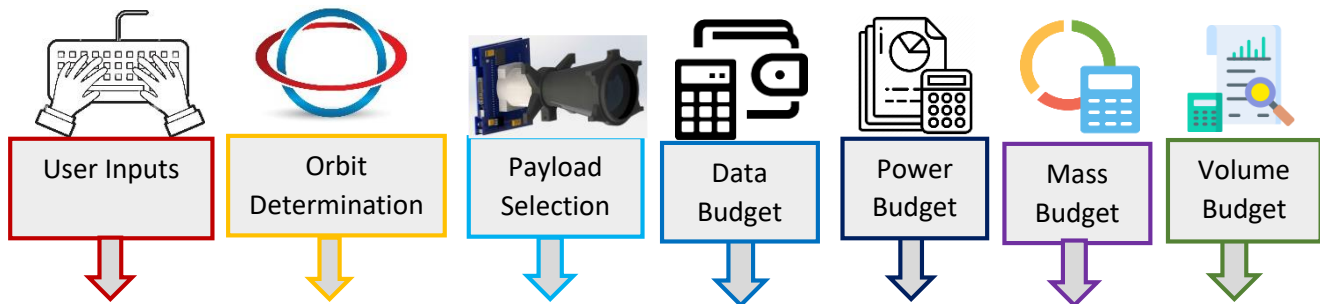 User Inputs
Orbit
Determination
Payload
Selection
Data
Budget
Power
Budget
Mass
Budget
Volume
Budget